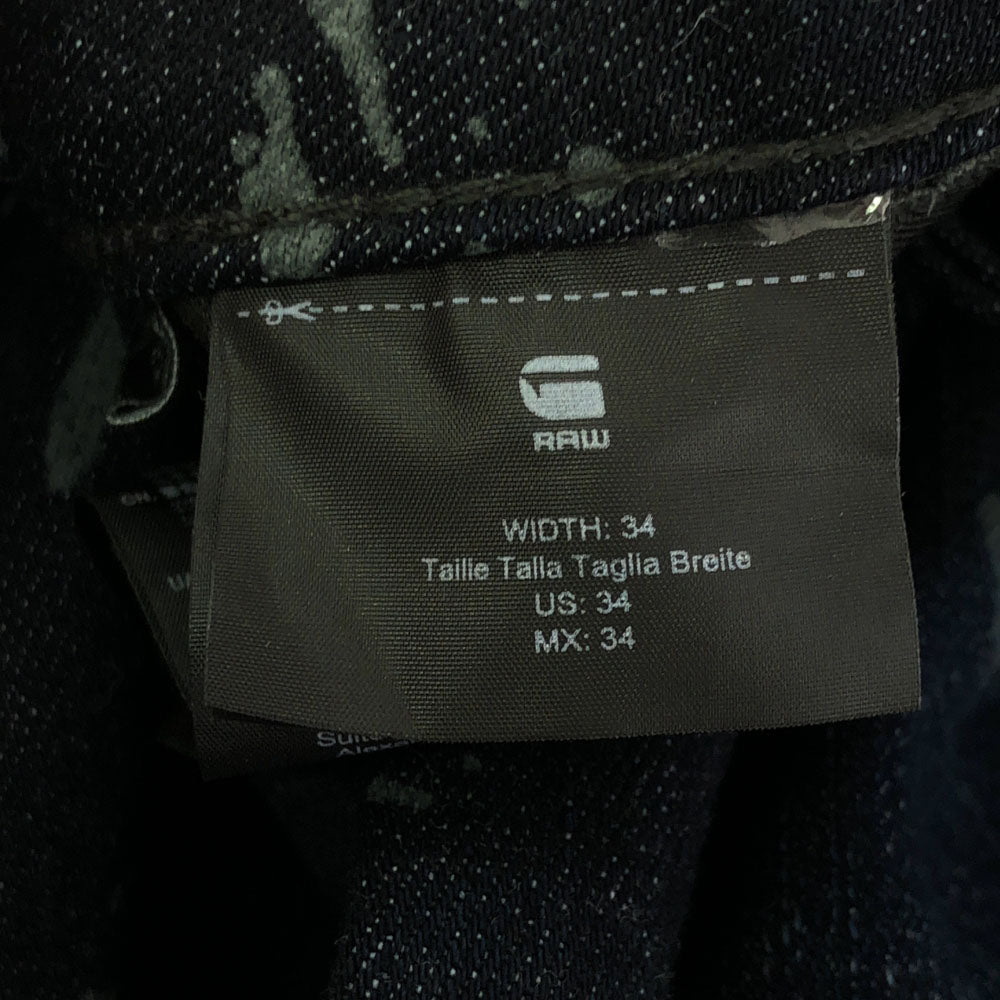 RAW
WIDTH: 34
Taille Talla Taglia Breite
US: 34
MX: 34